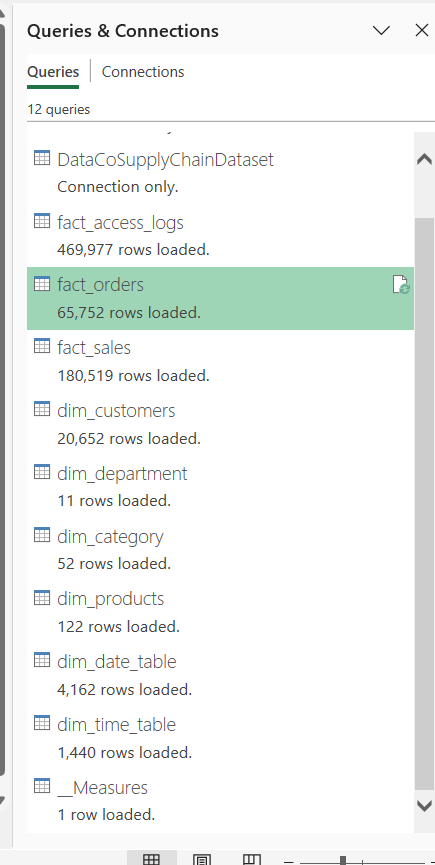 Queries & Connections
Queries
Connections
12 queries
DataCoSupplyChainDataset
Connection only.
fact_access_logs
469,977 rows loaded.
fact_orders
65,752 rows loaded.
fact_sales
180,519 rows loaded.
dim_customers
20,652 rows loaded.
dim_department
11 rows loaded.
dim_category
52 rows loaded.
dim_products
122 rows loaded.
dim_date_table
4,162 rows loaded.
dim_time_table
1,440 rows loaded.
__Measures
1 row loaded.